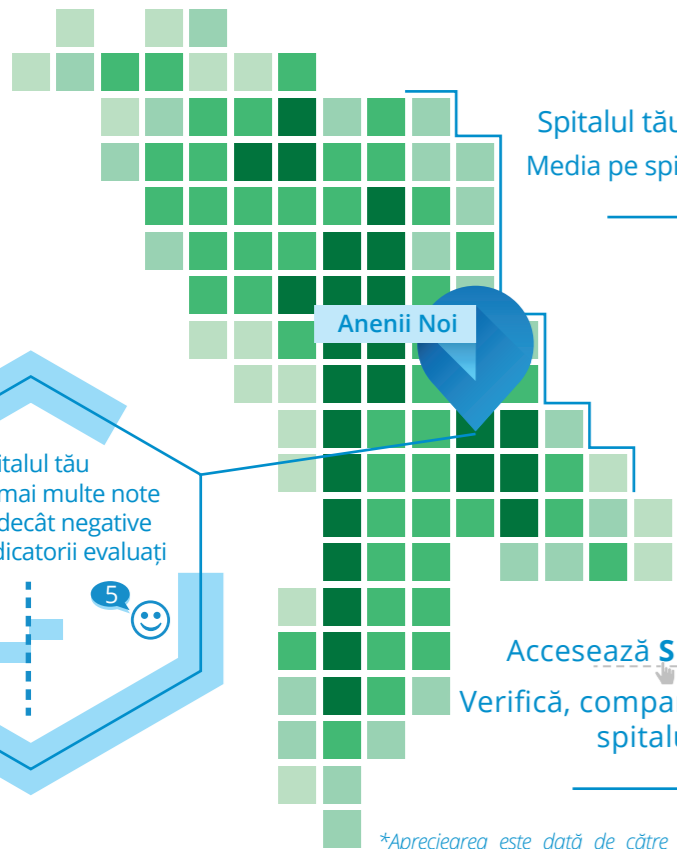 Spitalul tău
Media pe spi
Anenii Noi
italul tău
mai multe note
decât negative
dicatorii evaluați
5
Accesează S
Verifică, compar
spitalu
*Aprecierea este dată de către